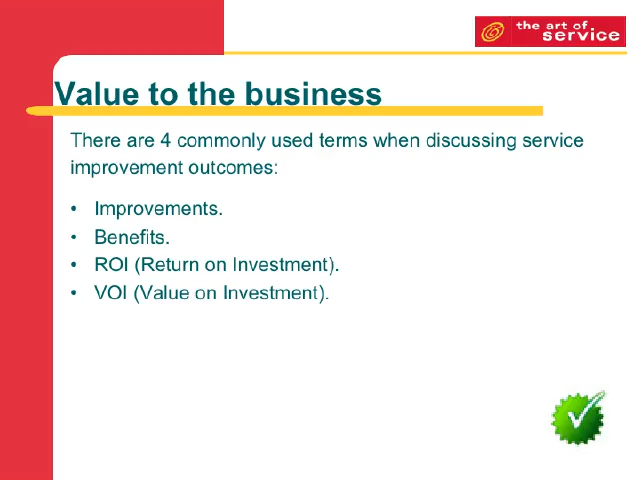 the art of
service
Value to the business
There are 4 commonly used terms when discussing service
improvement outcomes:
• Improvements.
• Benefits.
• ROI (Return on Investment).
• VOI (Value on Investment).